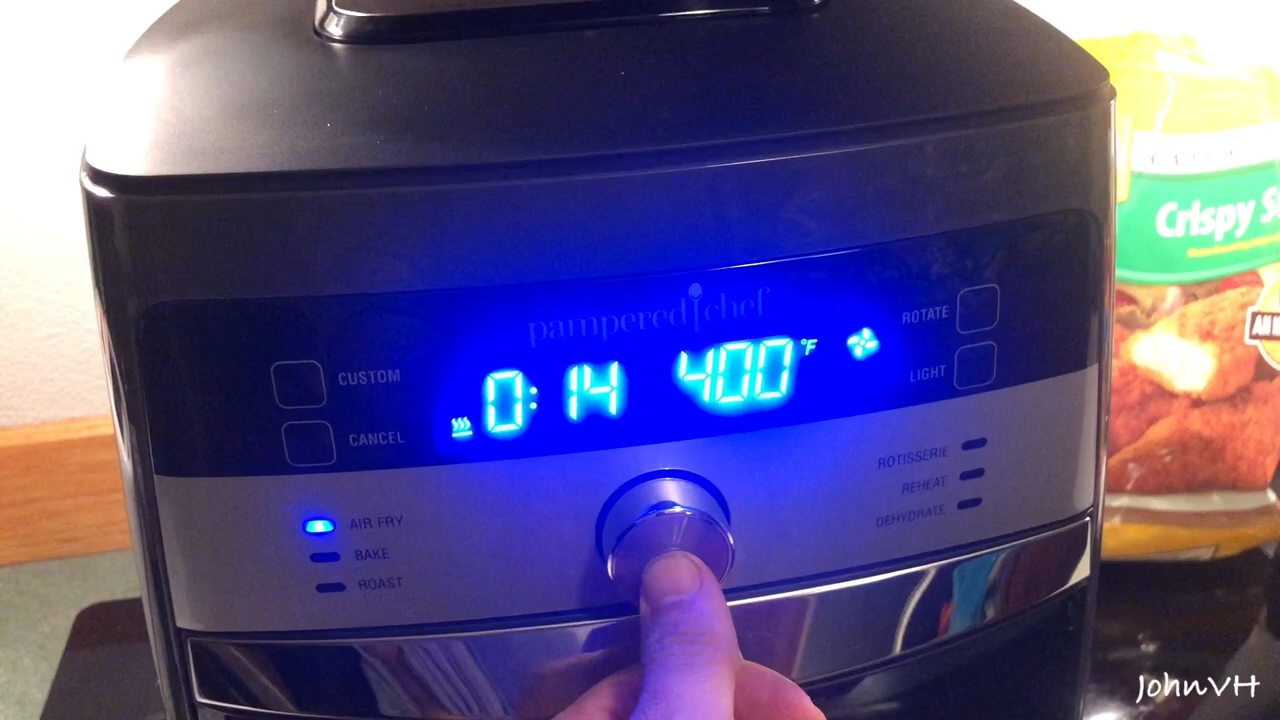 pampered chef
0:14 400 °F
CUSTOM
CANCEL
ROTATE
LIGHT
AIR FRY
BAKE
ROAST
ROTISSERIE
REHEAT
DEHYDRATE
Crispy S
JohnVH